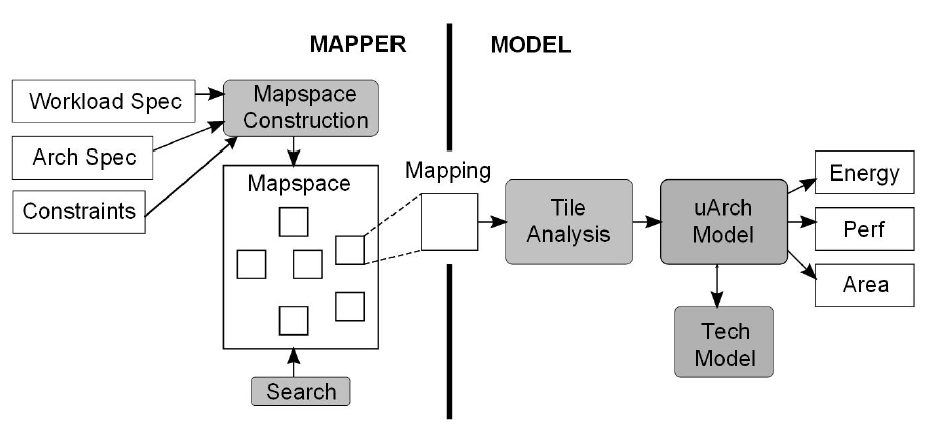 MAPPER
MODEL
Workload Spec
Arch Spec
Constraints
Mapspace
Construction
Mapspace
Search
Mapping
Tile
Analysis
uArch
Model
Tech
Model
Energy
Perf
Area